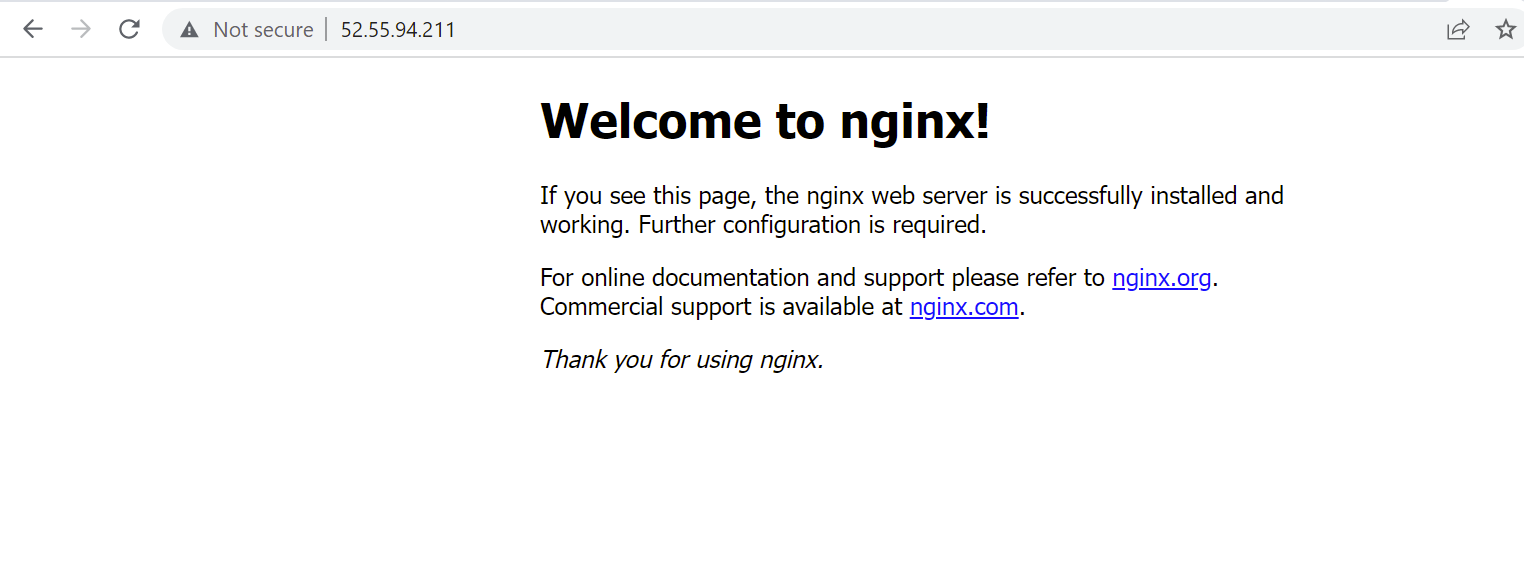 Not secure | 52.55.94.211
Welcome to nginx!
If you see this page, the nginx web server is successfully installed and
working. Further configuration is required.
For online documentation and support please refer to nginx.org.
Commercial support is available at nginx.com.
Thank you for using nginx.